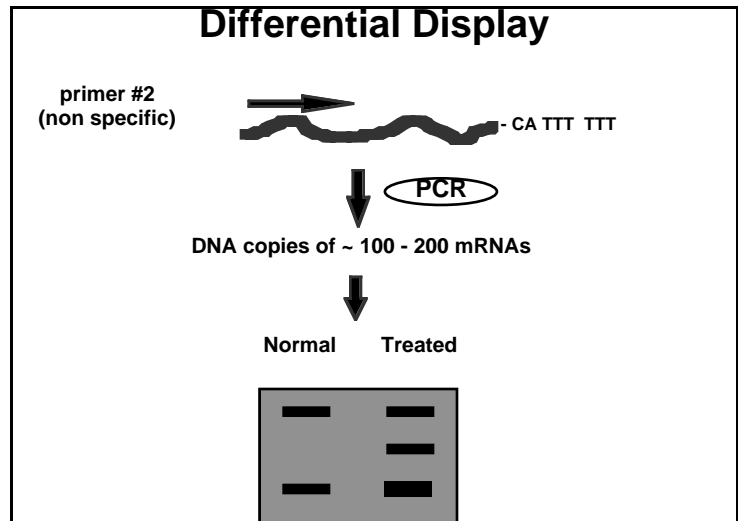 Differential Display
primer #2
(non specific)
- CA TTT TTT
PCR
DNA copies of ~ 100 - 200 mRNAs
Normal Treated